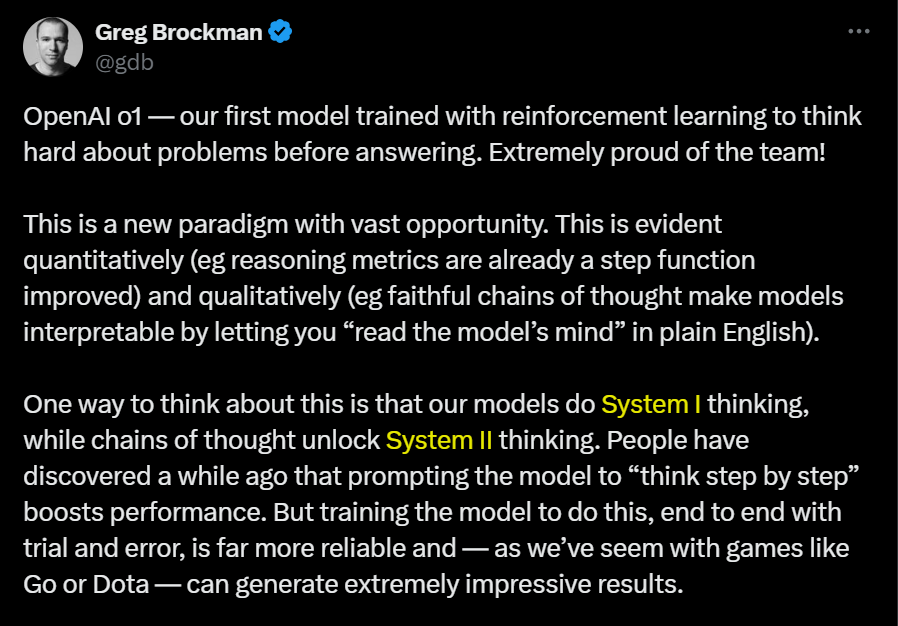 Greg Brockman
@gdb
OpenAI o1 — our first model trained with reinforcement learning to think
hard about problems before answering. Extremely proud of the team!
This is a new paradigm with vast opportunity. This is evident
quantitatively (eg reasoning metrics are already a step function
improved) and qualitatively (eg faithful chains of thought make models
interpretable by letting you “read the model’s mind” in plain English).
One way to think about this is that our models do System I thinking,
while chains of thought unlock System II thinking. People have
discovered a while ago that prompting the model to “think step by step”
boosts performance. But training the model to do this, end to end with
trial and error, is far more reliable and — as we’ve seem with games like
Go or Dota — can generate extremely impressive results.